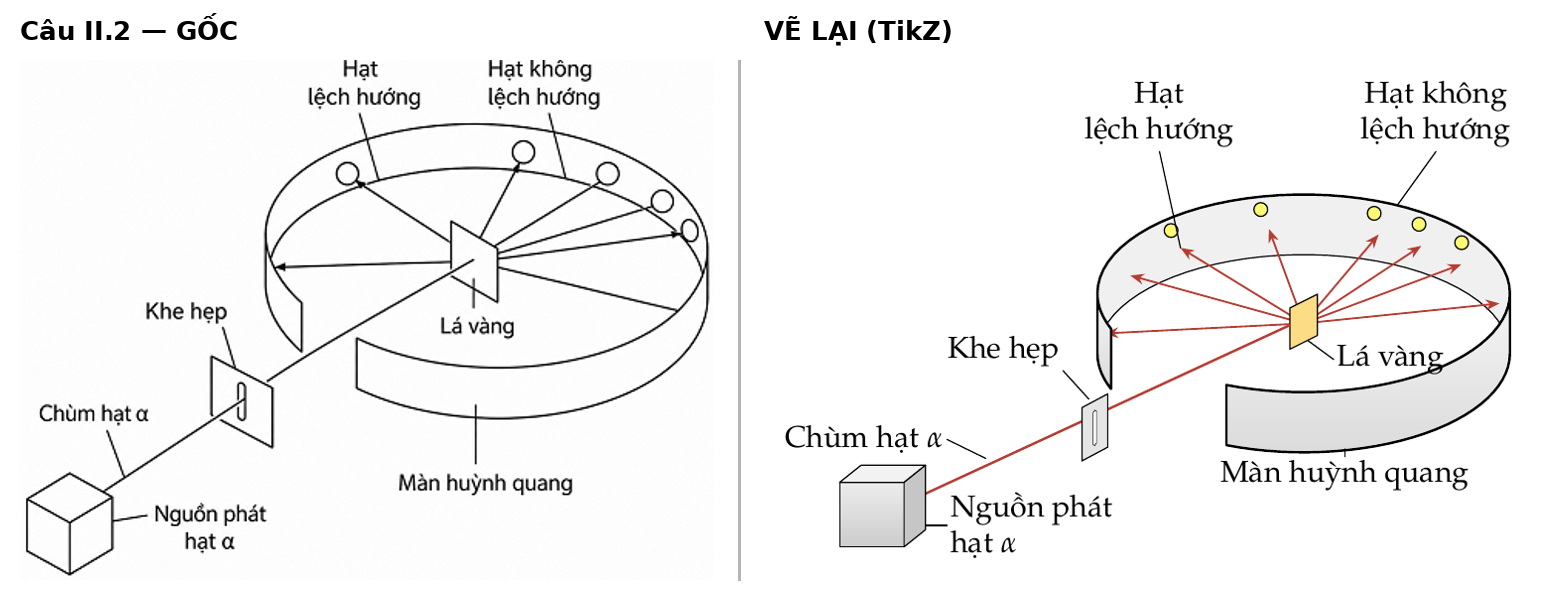 Câu II.2 — GỐC
Hạt
lệch hướng
Hạt không
lệch hướng
Khe hẹp
Lá vàng
Chùm hạt α
Màn huỳnh quang
Nguồn phát
hạt α
VẼ LẠI (TikZ)
Hạt
lệch hướng
Hạt không
lệch hướng
Khe hẹp
Lá vàng
Chùm hạt α
Màn huỳnh quang
Nguồn phát
hạt α